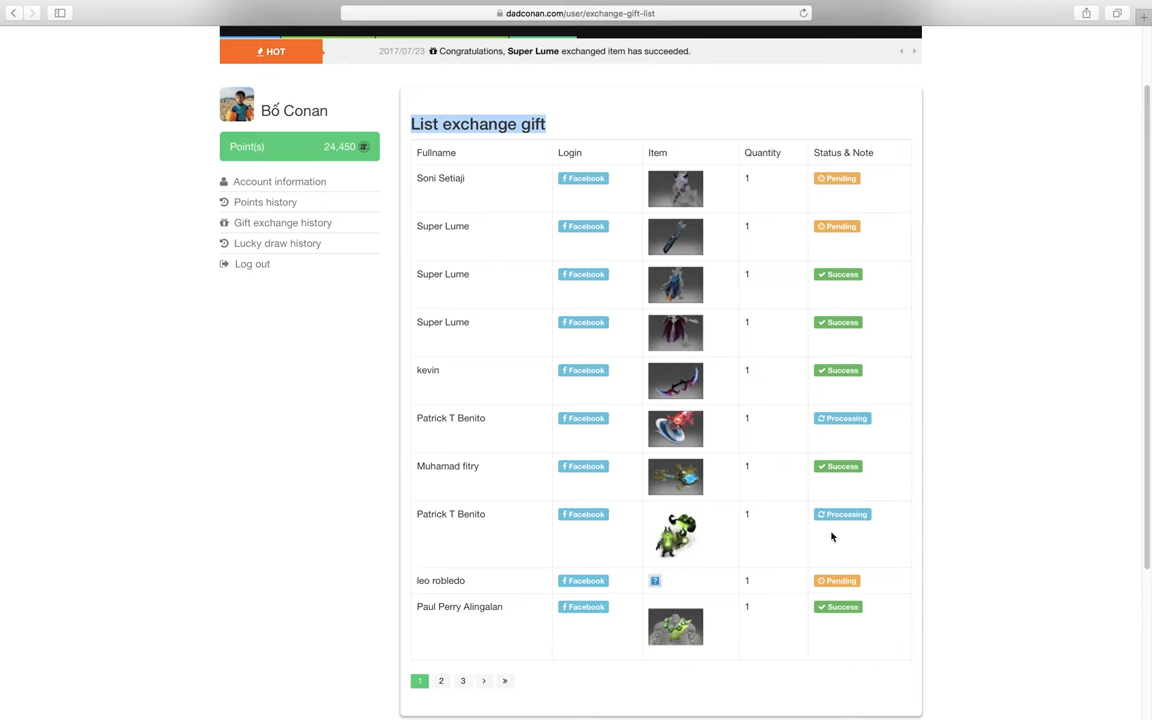 dadconan.com/user/exchange-gift-list
HOT
2017/07/23 Congratulations, Super Lume exchanged item has succeeded.
Bố Conan
Point(s) 24,450
Account information
Points history
Gift exchange history
Lucky draw history
Log out
List exchange gift
Fullname Login Item Quantity Status & Note
Soni Setiaji Facebook 1 Pending
Super Lume Facebook 1 Pending
Super Lume Facebook 1 Success
Super Lume Facebook 1 Success
kevin Facebook 1 Success
Patrick T Benito Facebook 1 Processing
Muhamad fitry Facebook 1 Success
Patrick T Benito Facebook 1 Processing
leo robledo Facebook ? 1 Pending
Paul Perry Alingalan Facebook 1 Success
1 2 3 › »